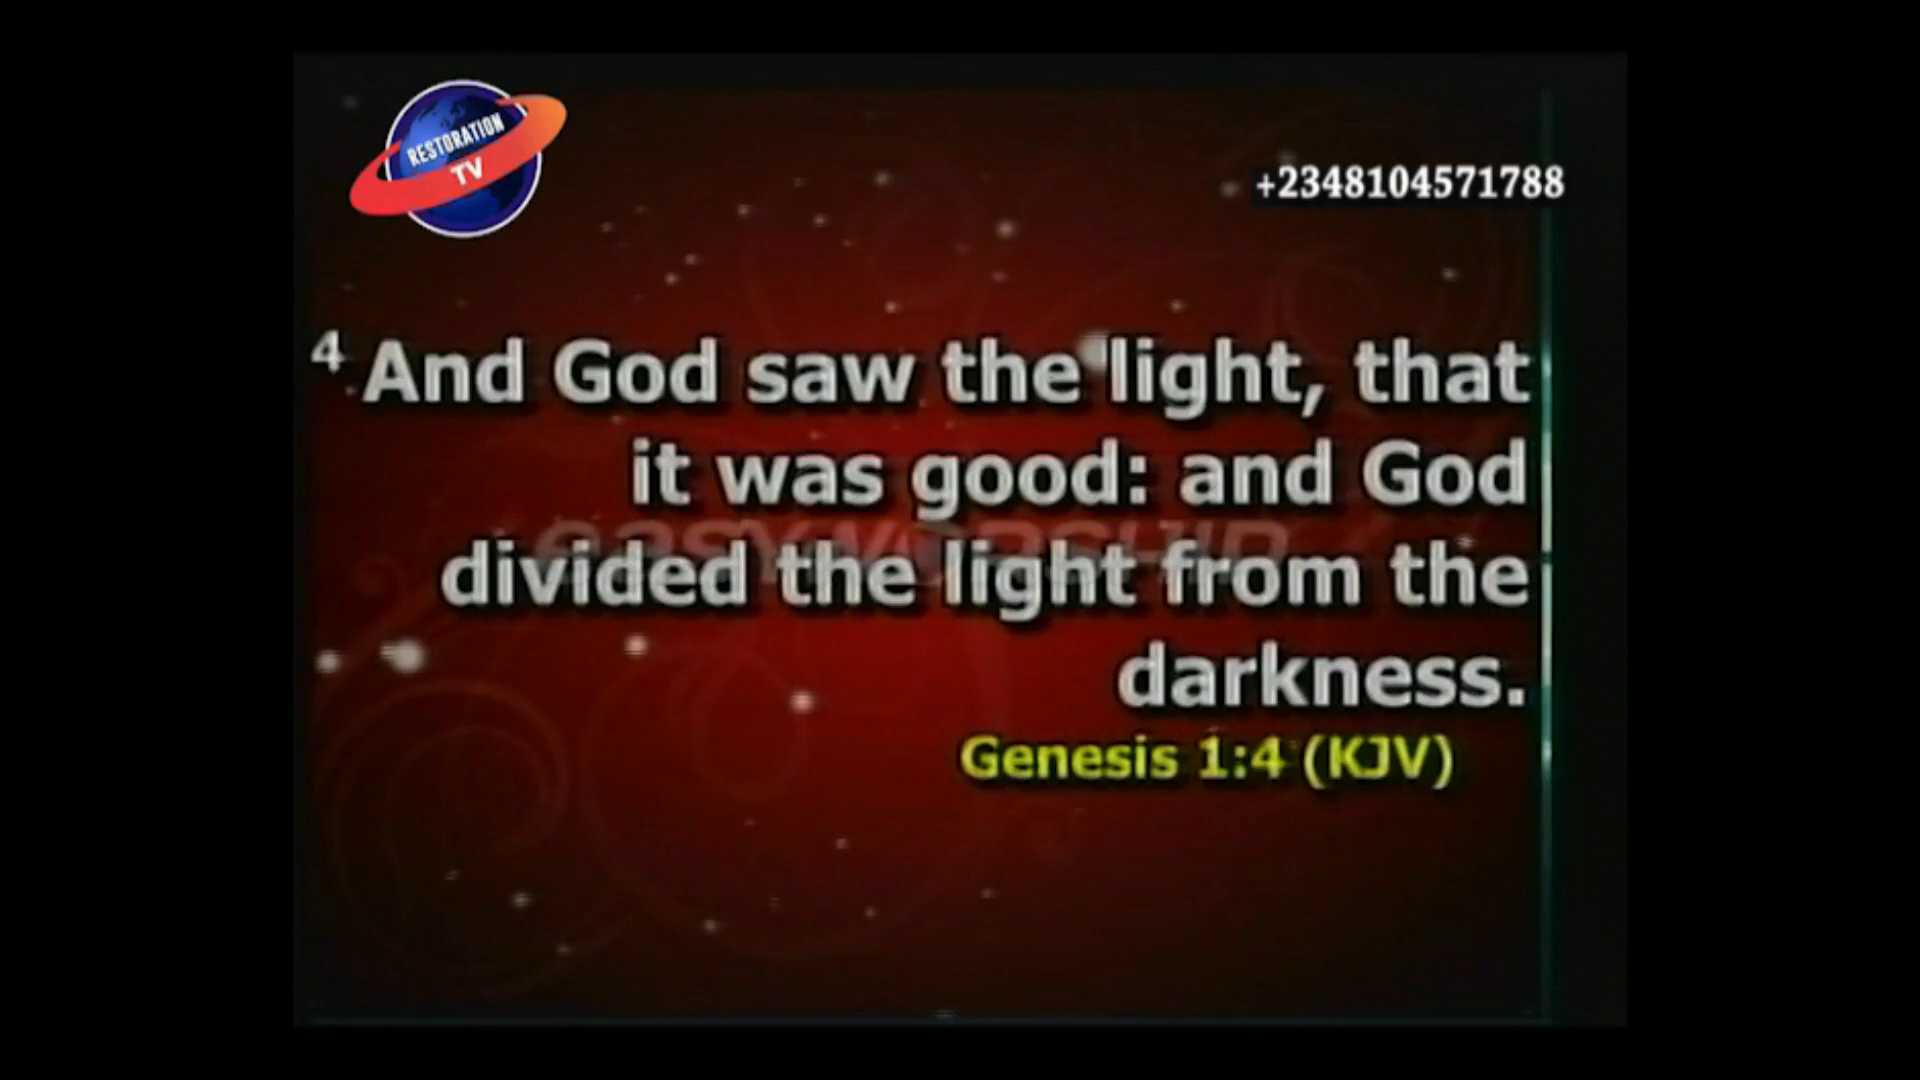 RESTORATION
TV
+2348104571788
4 And God saw the light, that
it was good: and God
easyworship
divided the light from the
darkness.
Genesis 1:4 (KJV)